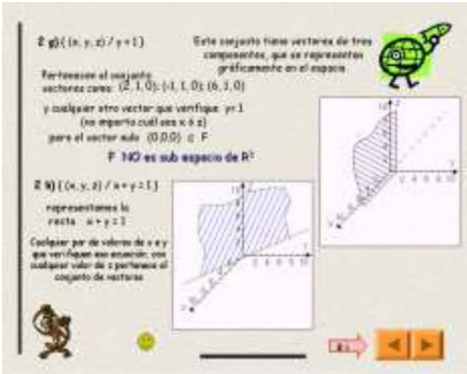 2 g) { (x, y, z) / y = 1 }
Este conjunto tiene vectores de tres
componentes, que se representan
gráficamente en el espacio
Pertenecen al conjunto
vectores como: (2, 1, 0); (-1, 1, 0); (6, 1, 0)
y cualquier otro vector que verifique y=1
(no importa cuál sea x ó z)
pero el vector nulo (0,0,0) ∉ F
F NO es sub espacio de R³
2 h) { (x, y, z) / x + y = 1 }
representamos la
recta x + y = 1
Cualquier par de valores de x e y
que verifiquen esa ecuación, con
cualquier valor de z pertenece al
conjunto de vectores